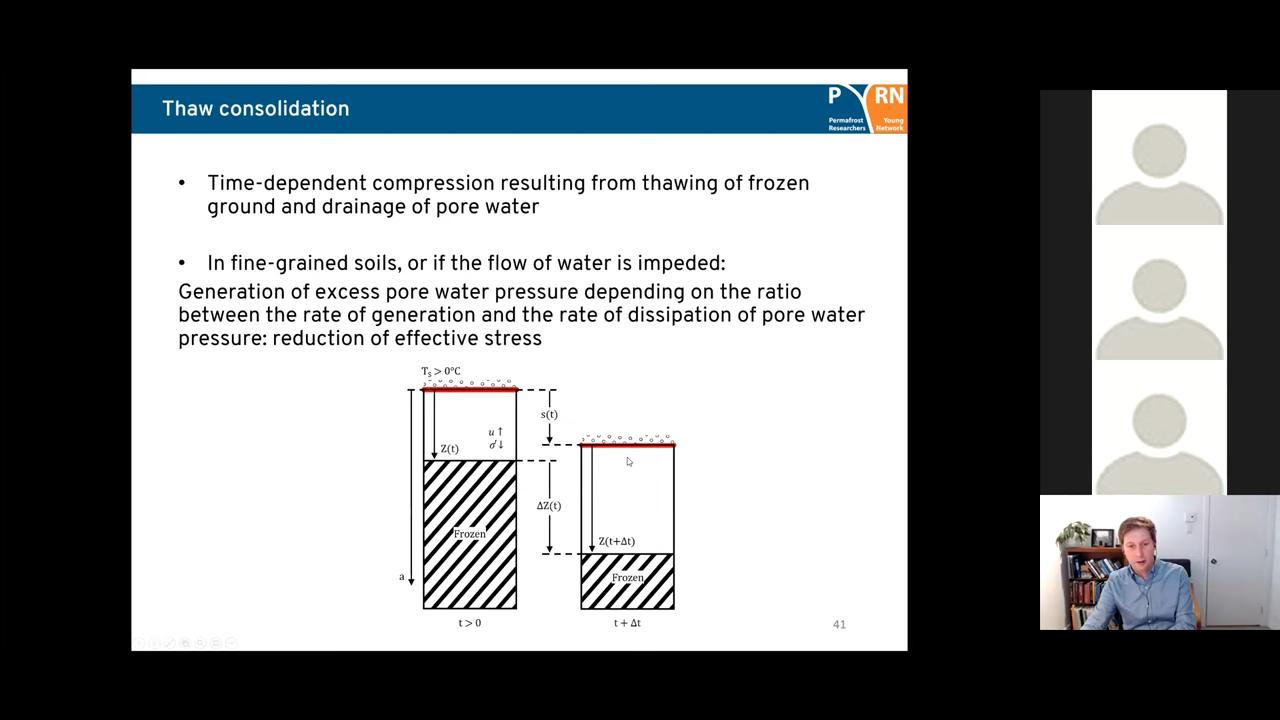 Thaw consolidation
P RN
Permafrost Young
Researchers Network
• Time-dependent compression resulting from thawing of frozen
ground and drainage of pore water
• In fine-grained soils, or if the flow of water is impeded:
Generation of excess pore water pressure depending on the ratio
between the rate of generation and the rate of dissipation of pore water
pressure: reduction of effective stress
Tₛ > 0°C
s(t)
u ↑
σ′↓
Z(t)
ΔZ(t)
Frozen
Z(t+Δt)
a
Frozen
t > 0
t + Δt
41